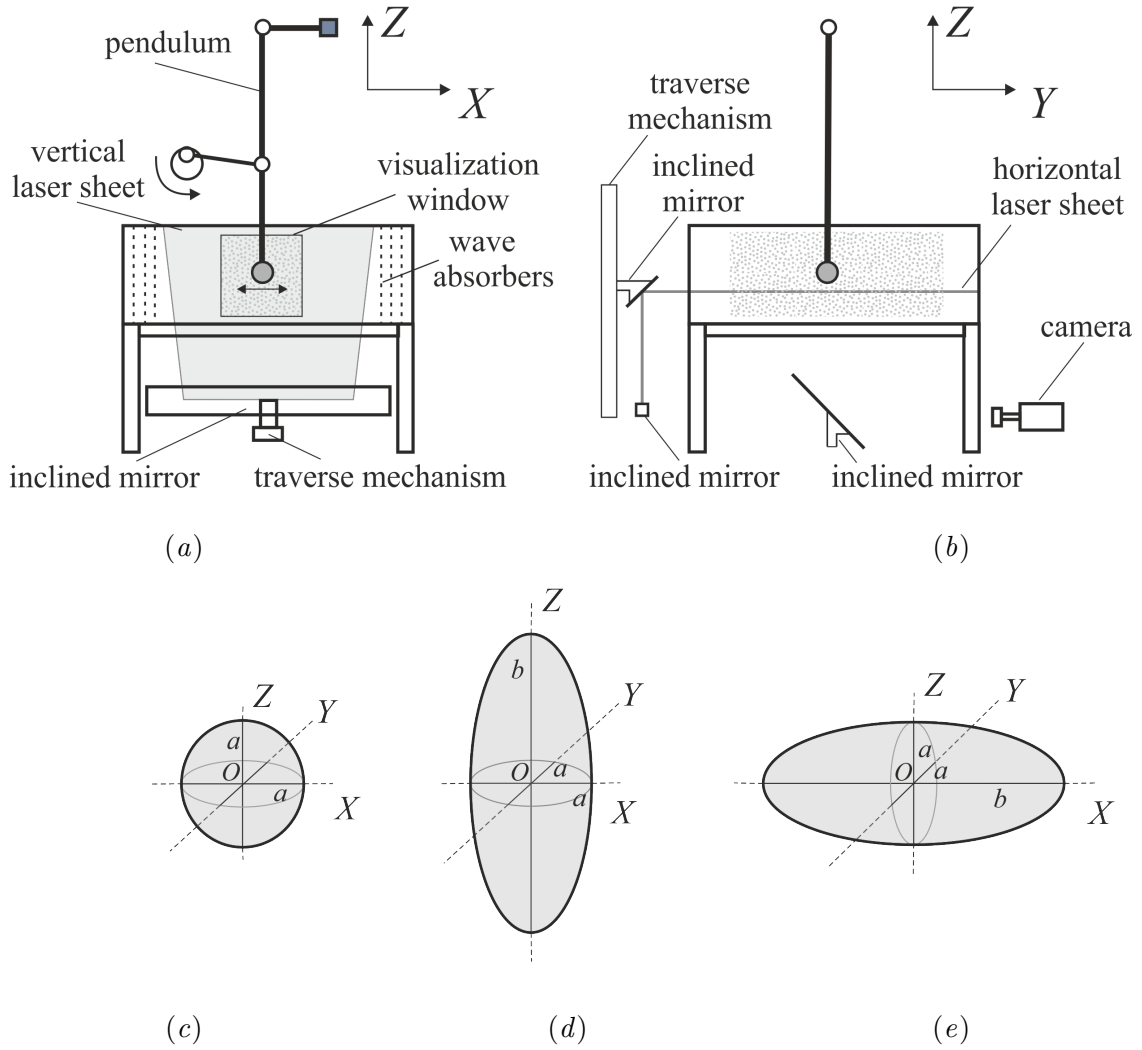 Z
X
pendulum
vertical
laser sheet
visualization
window
wave
absorbers
inclined mirror
traverse mechanism
(a)
Z
Y
traverse
mechanism
inclined
mirror
horizontal
laser sheet
camera
inclined mirror
inclined mirror
(b)
Z
Y
a
O
a
X
(c)
Z
b
Y
O
a
a
X
(d)
Z
Y
a
O
a
b
X
(e)